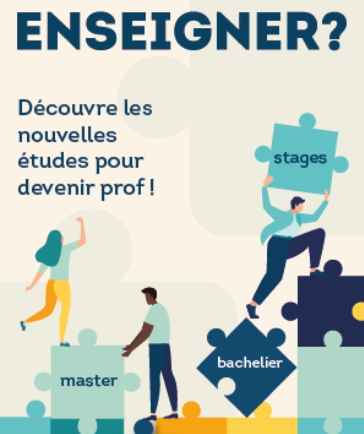 ENSEIGNER?
Découvre les
nouvelles
études pour
devenir prof !
stages
bachelier
master